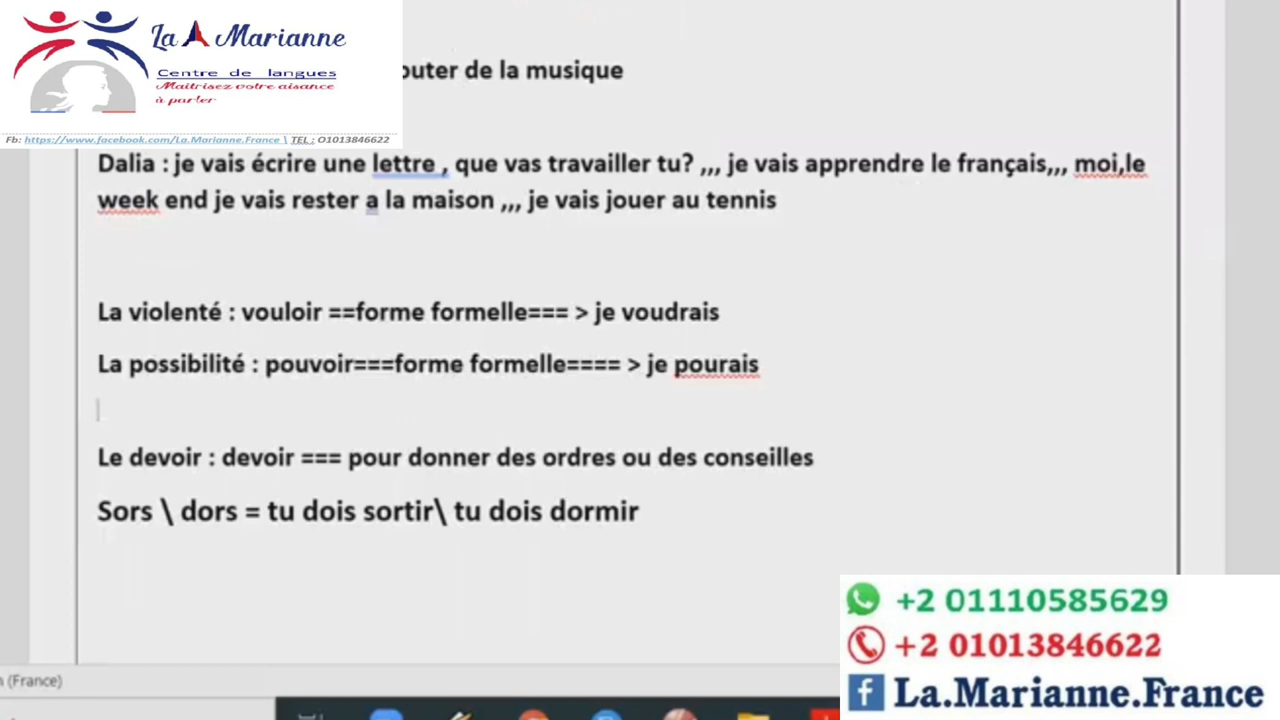 La Marianne
Centre de langues
Maitrisez votre aisance
à parler
Fb: https://www.facebook.com/La.Marianne.France \ TEL : O1013846622
outer de la musique
Dalia : je vais écrire une lettre , que vas travailler tu? ,,, je vais apprendre le français,,, moi,le
week end je vais rester a la maison ,,, je vais jouer au tennis
La violenté : vouloir ==forme formelle=== > je voudrais
La possibilité : pouvoir===forme formelle==== > je pourais
Le devoir : devoir === pour donner des ordres ou des conseilles
Sors \ dors = tu dois sortir\ tu dois dormir
+2 01110585629
+2 01013846622
La.Marianne.France
(France)